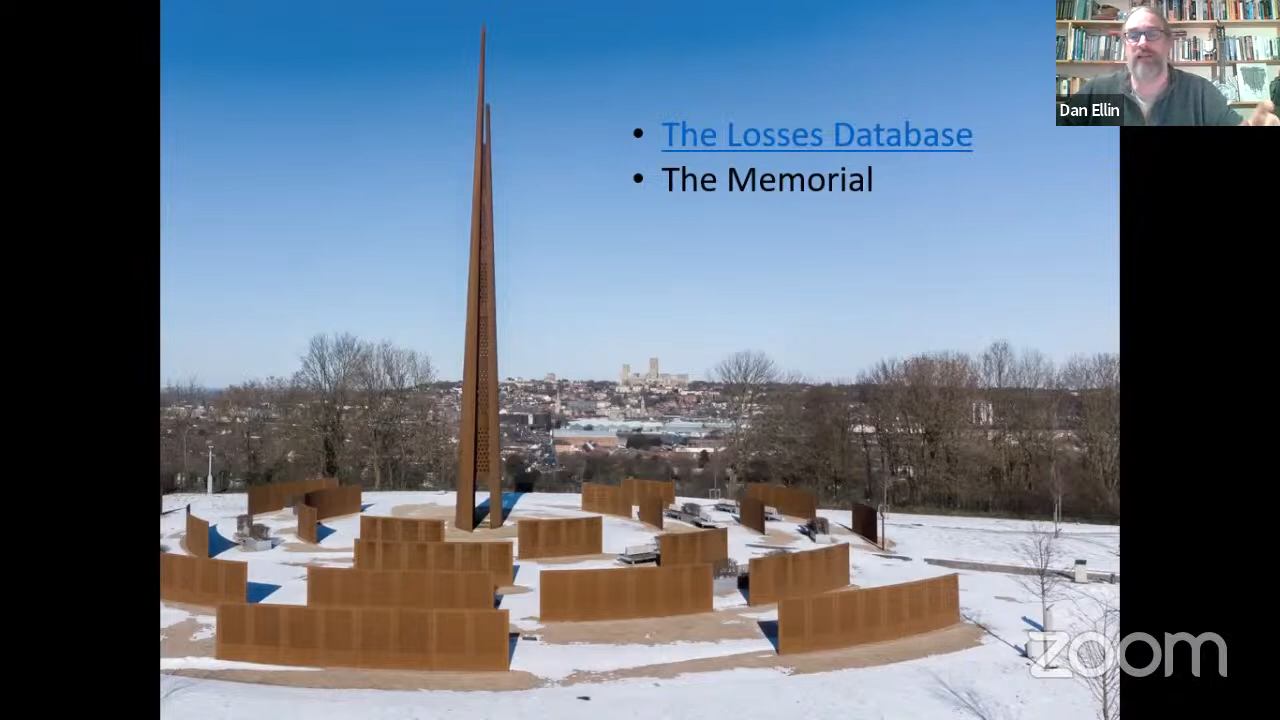 The Losses Database
The Memorial
Dan Ellin
zoom